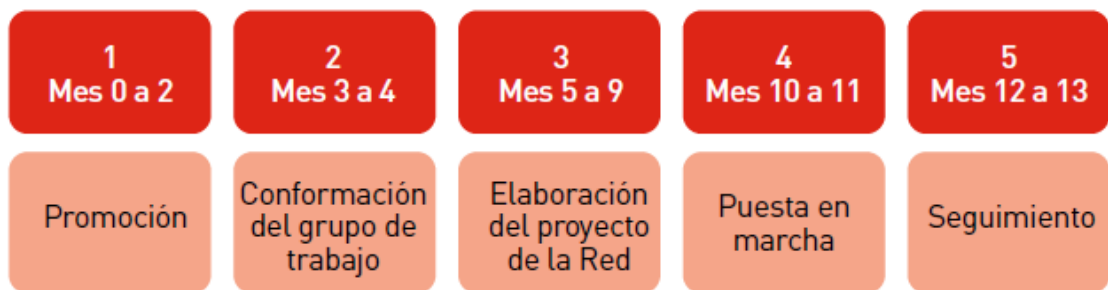 1
Mes 0 a 2
2
Mes 3 a 4
3
Mes 5 a 9
4
Mes 10 a 11
5
Mes 12 a 13
Promoción
Conformación
del grupo de
trabajo
Elaboración
del proyecto
de la Red
Puesta en
marcha
Seguimiento